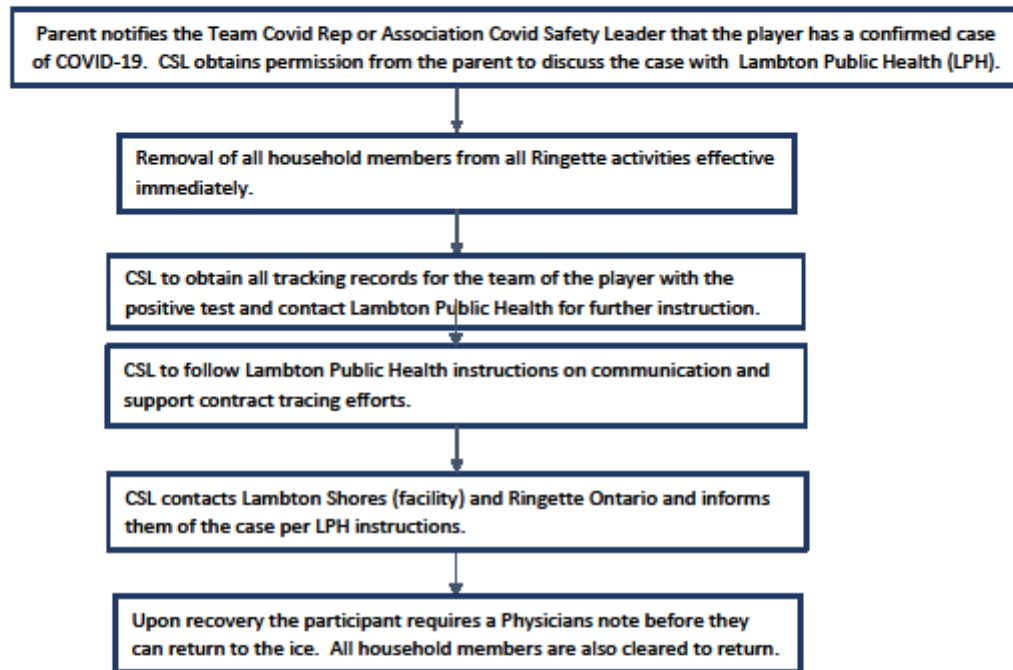 Parent notifies the Team Covid Rep or Association Covid Safety Leader that the player has a confirmed case
of COVID-19. CSL obtains permission from the parent to discuss the case with Lambton Public Health (LPH).
Removal of all household members from all Ringette activities effective
immediately.
CSL to obtain all tracking records for the team of the player with the
positive test and contact Lambton Public Health for further instruction.
CSL to follow Lambton Public Health instructions on communication and
support contract tracing efforts.
CSL contacts Lambton Shores (facility) and Ringette Ontario and informs
them of the case per LPH instructions.
Upon recovery the participant requires a Physicians note before they
can return to the ice. All household members are also cleared to return.